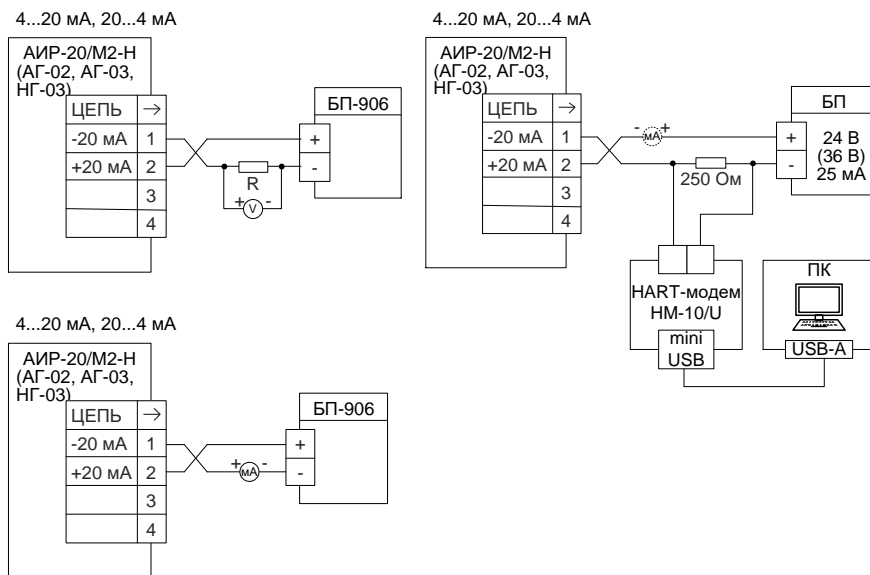 4...20 мА, 20...4 мА
АИР-20/М2-Н
(АГ-02, АГ-03,
НГ-03)
ЦЕПЬ →
-20 мА 1
+20 мА 2
3
4
R
+ V -
БП-906
+
-
4...20 мА, 20...4 мА
АИР-20/М2-Н
(АГ-02, АГ-03,
НГ-03)
ЦЕПЬ →
-20 мА 1
+20 мА 2
3
4
- мА +
250 Ом
БП
+
-
24 В
(36 В)
25 мА
HART-модем
НМ-10/U
mini
USB
ПК
USB-A
4...20 мА, 20...4 мА
АИР-20/М2-Н
(АГ-02, АГ-03,
НГ-03)
ЦЕПЬ →
-20 мА 1
+20 мА 2
3
4
+ мА -
БП-906
+
-